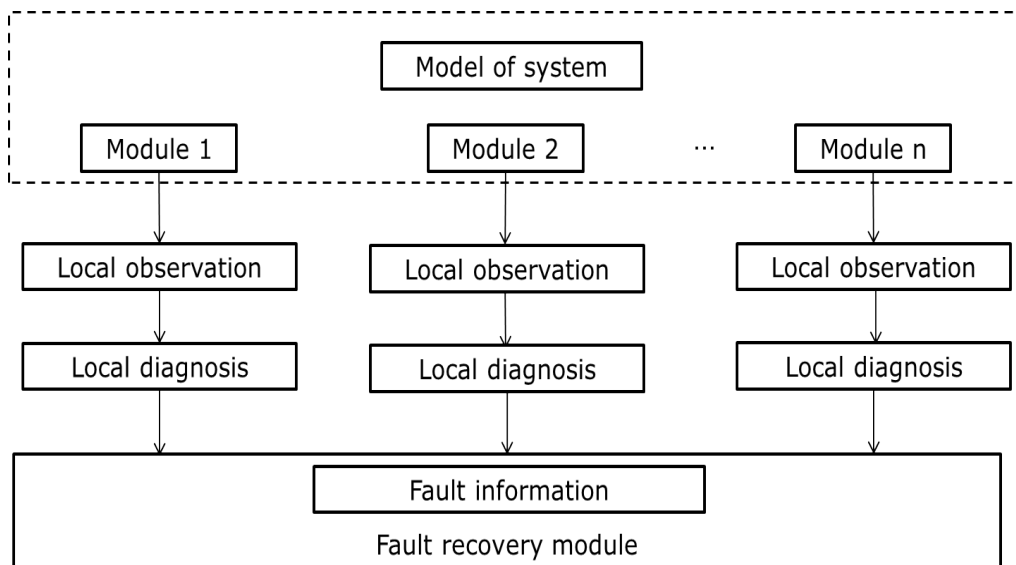 Model of system
Module 1
Module 2
...
Module n
Local observation
Local observation
Local observation
Local diagnosis
Local diagnosis
Local diagnosis
Fault information
Fault recovery module